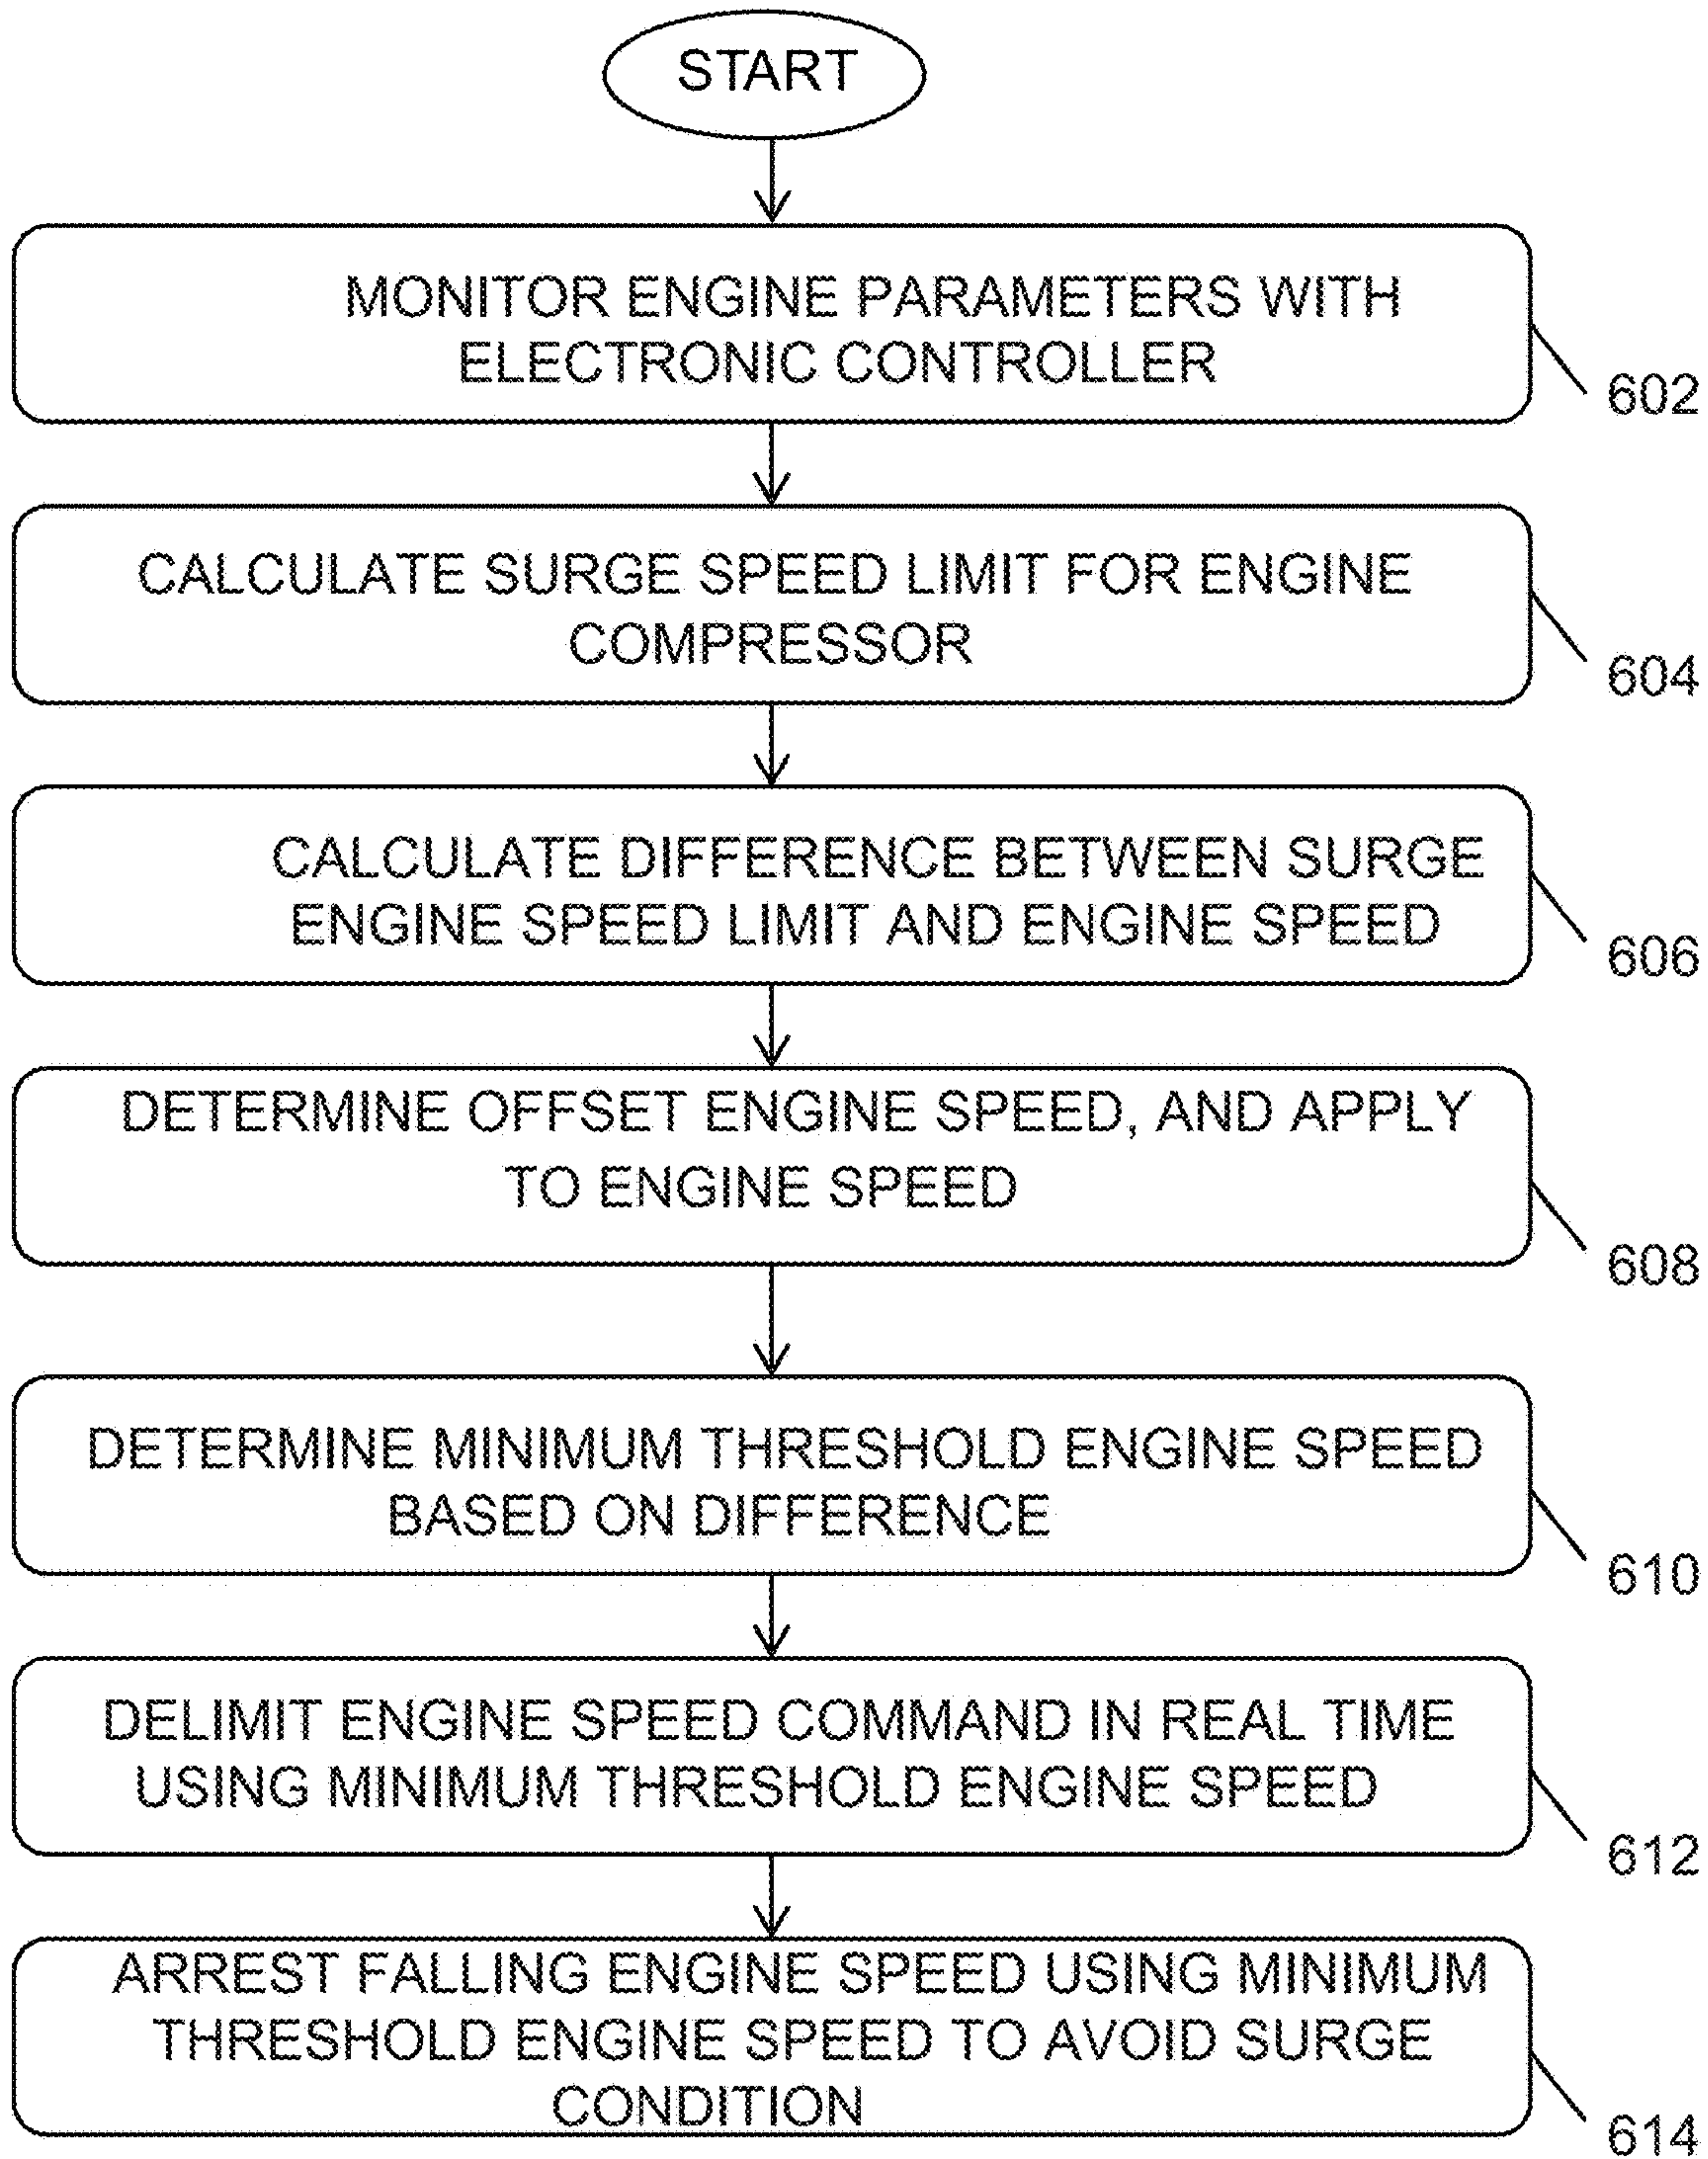 START
MONITOR ENGINE PARAMETERS WITH
ELECTRONIC CONTROLLER
602
CALCULATE SURGE SPEED LIMIT FOR ENGINE
COMPRESSOR
604
CALCULATE DIFFERENCE BETWEEN SURGE
ENGINE SPEED LIMIT AND ENGINE SPEED
606
DETERMINE OFFSET ENGINE SPEED, AND APPLY
TO ENGINE SPEED
608
DETERMINE MINIMUM THRESHOLD ENGINE SPEED
BASED ON DIFFERENCE
610
DELIMIT ENGINE SPEED COMMAND IN REAL TIME
USING MINIMUM THRESHOLD ENGINE SPEED
612
ARREST FALLING ENGINE SPEED USING MINIMUM
THRESHOLD ENGINE SPEED TO AVOID SURGE
CONDITION
614